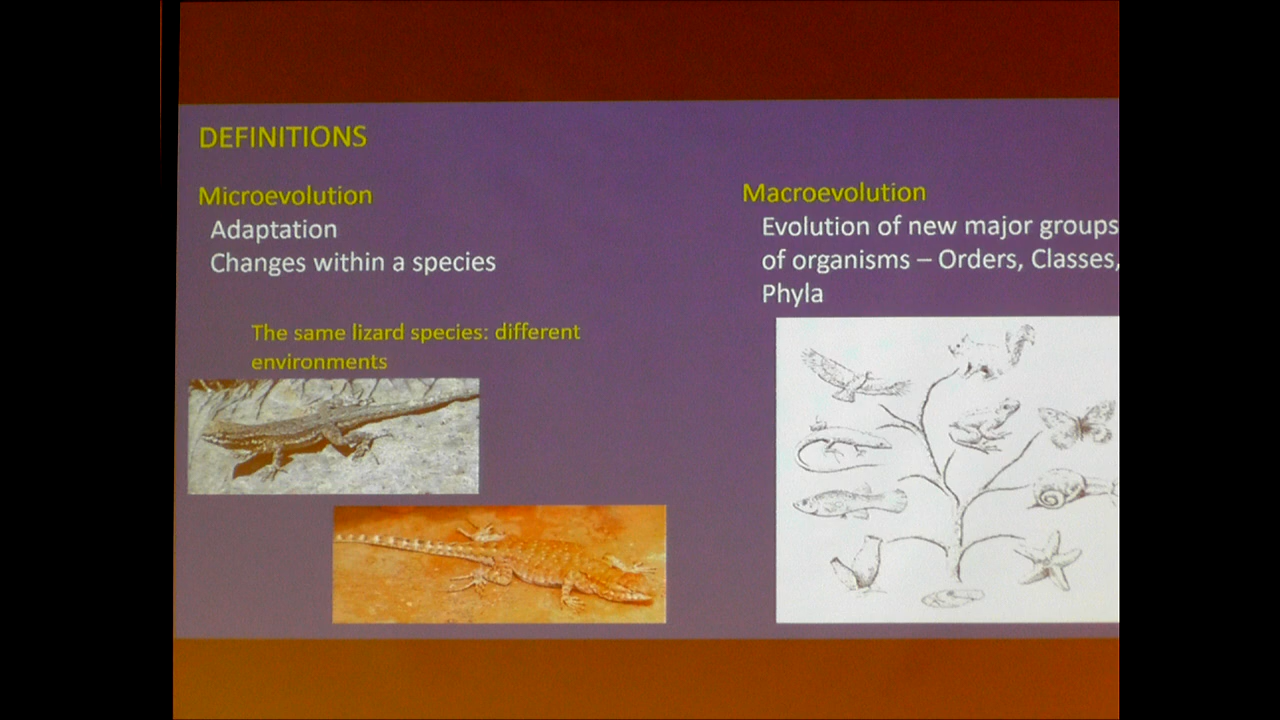 DEFINITIONS
Microevolution
Adaptation
Changes within a species
The same lizard species: different
environments
Macroevolution
Evolution of new major groups
of organisms – Orders, Classes,
Phyla